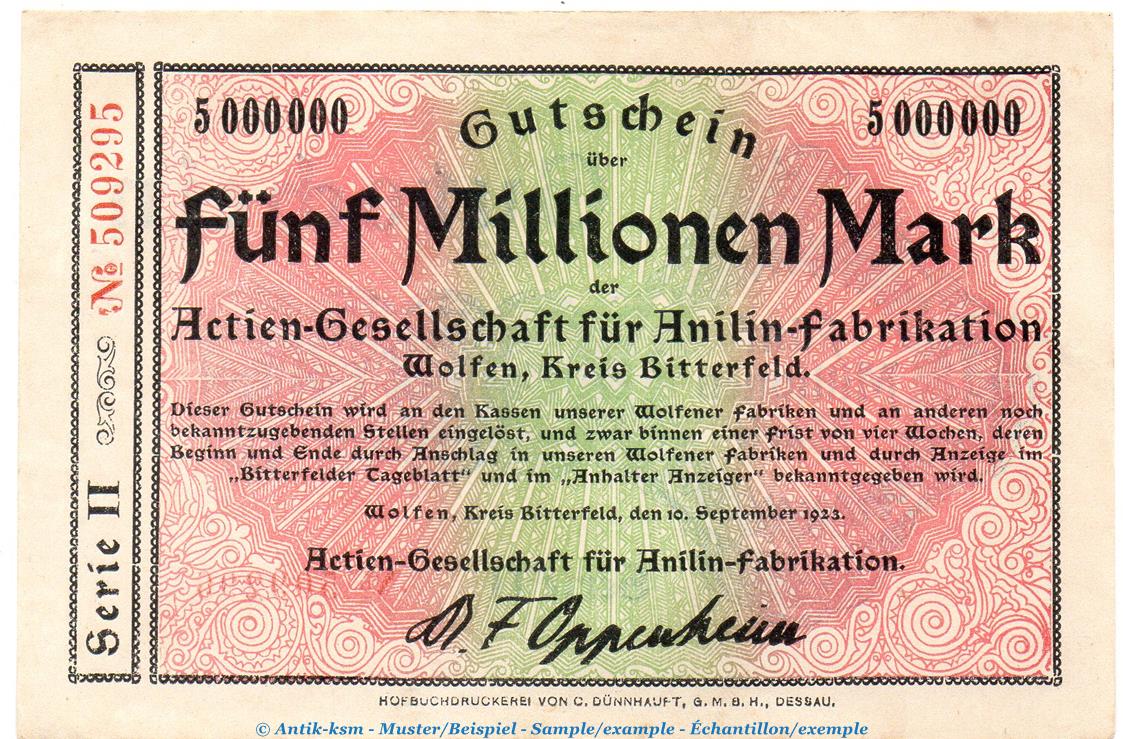 5000000
Gutschein
5000000
über
Fünf Millionen Mark
der
Actien-Gesellschaft für Anilin-Fabrikation
Wolfen, Kreis Bitterfeld.
Dieser Gutschein wird an den Kassen unserer Wolfener Fabriken und an anderen noch
bekanntzugebenden Stellen eingelöst, und zwar binnen einer Frist von vier Wochen, deren
Beginn und Ende durch Anschlag in unseren Wolfener Fabriken und durch Anzeige im
„Bitterfelder Tageblatt“ und im „Anhalter Anzeiger“ bekanntgegeben wird.
Wolfen, Kreis Bitterfeld, den 10. September 1923.
Actien-Gesellschaft für Anilin-Fabrikation.
F Oppenheim
Serie II
№ 509295
HOFBUCHDRUCKEREI VON C. DÜNNHAUPT, G. M. B. H., DESSAU.
© Antik-ksm - Muster/Beispiel - Sample/example - Échantillon/exemple